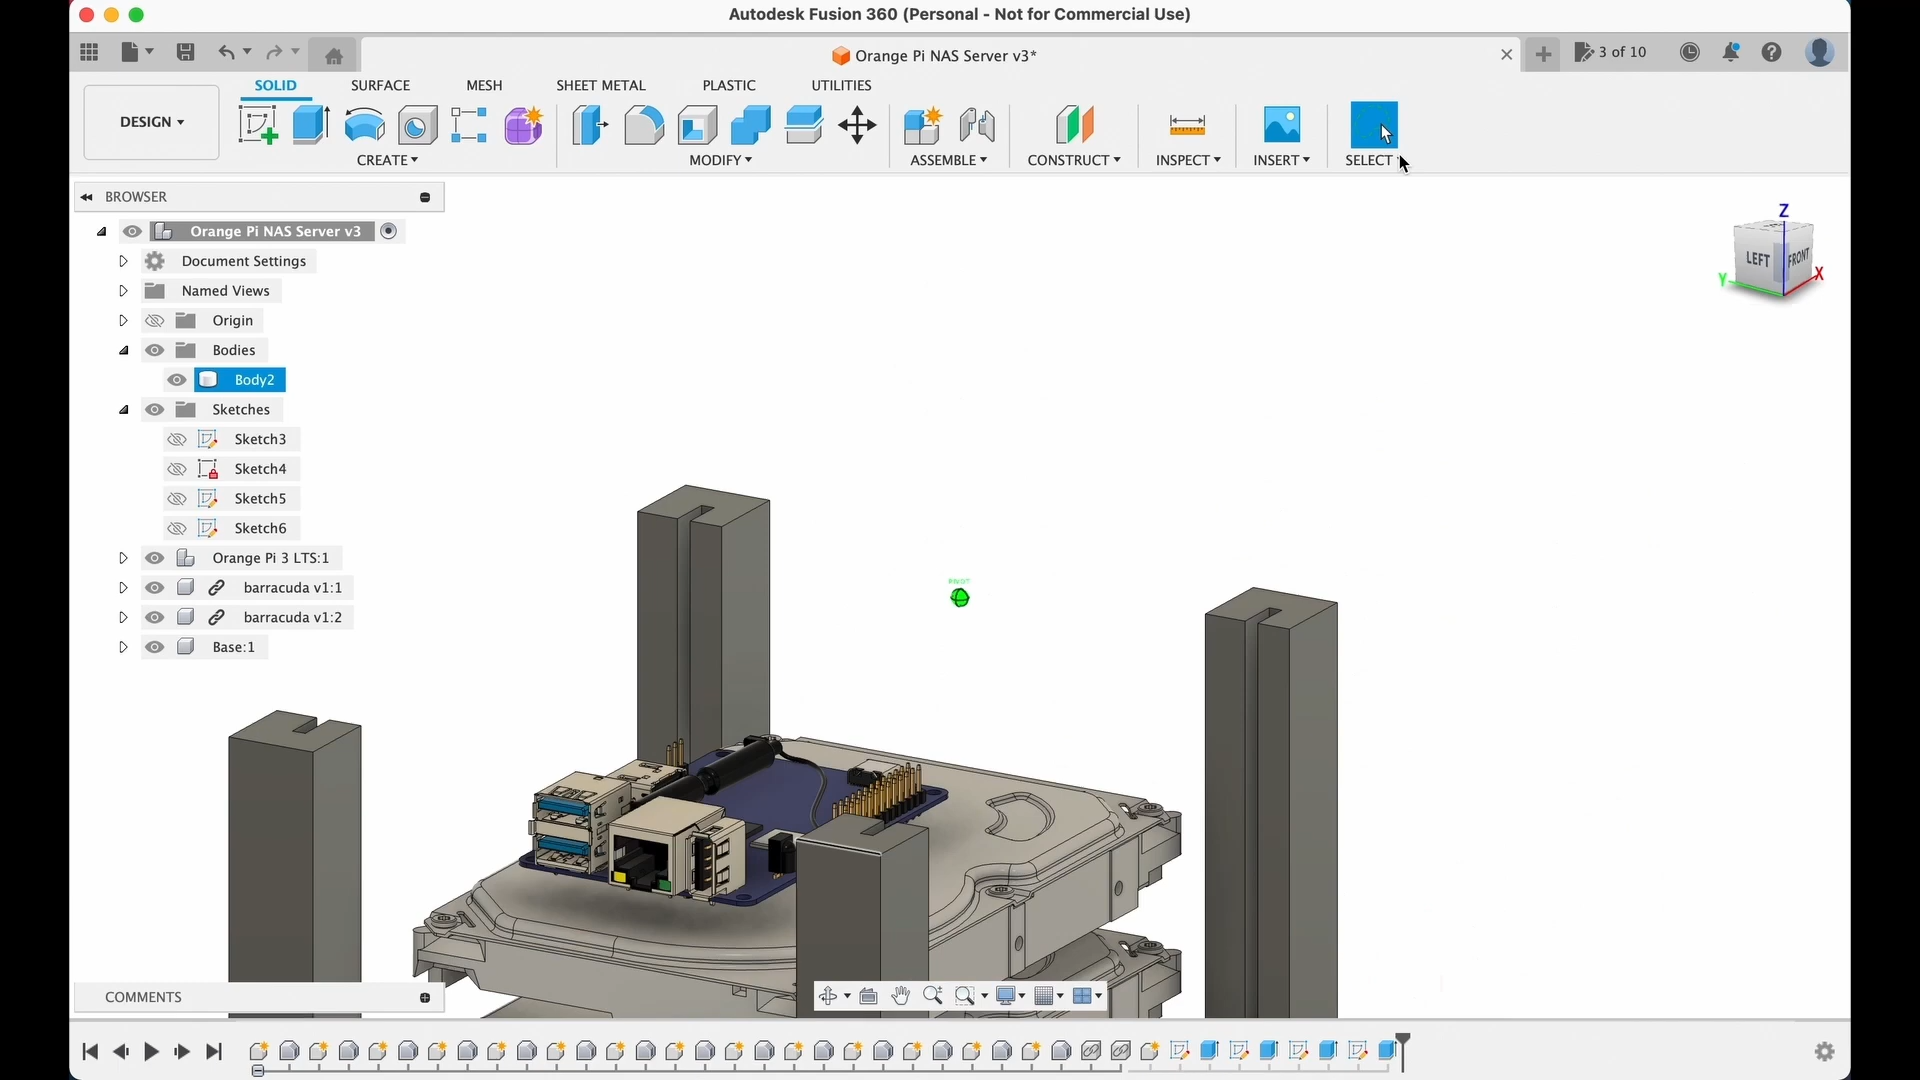 Autodesk Fusion 360 (Personal - Not for Commercial Use)
Orange Pi NAS Server v3*
3 of 10
SOLID
SURFACE
MESH
SHEET METAL
PLASTIC
UTILITIES
DESIGN
CREATE
MODIFY
ASSEMBLE
CONSTRUCT
INSPECT
INSERT
SELECT
BROWSER
Orange Pi NAS Server v3
Document Settings
Named Views
Origin
Bodies
Body2
Sketches
Sketch3
Sketch4
Sketch5
Sketch6
Orange Pi 3 LTS:1
barracuda v1:1
barracuda v1:2
Base:1
Z
LEFT
FRONT
Y
X
COMMENTS